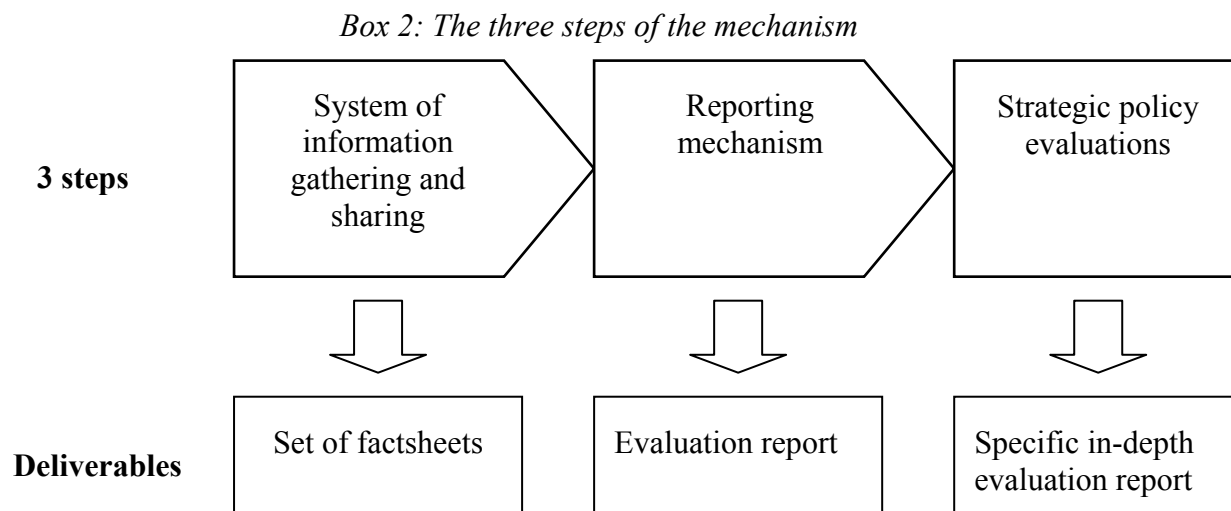 Box 2: The three steps of the mechanism
3 steps
System of
information
gathering and
sharing
Reporting
mechanism
Strategic policy
evaluations
Deliverables
Set of factsheets
Evaluation report
Specific in-depth
evaluation report